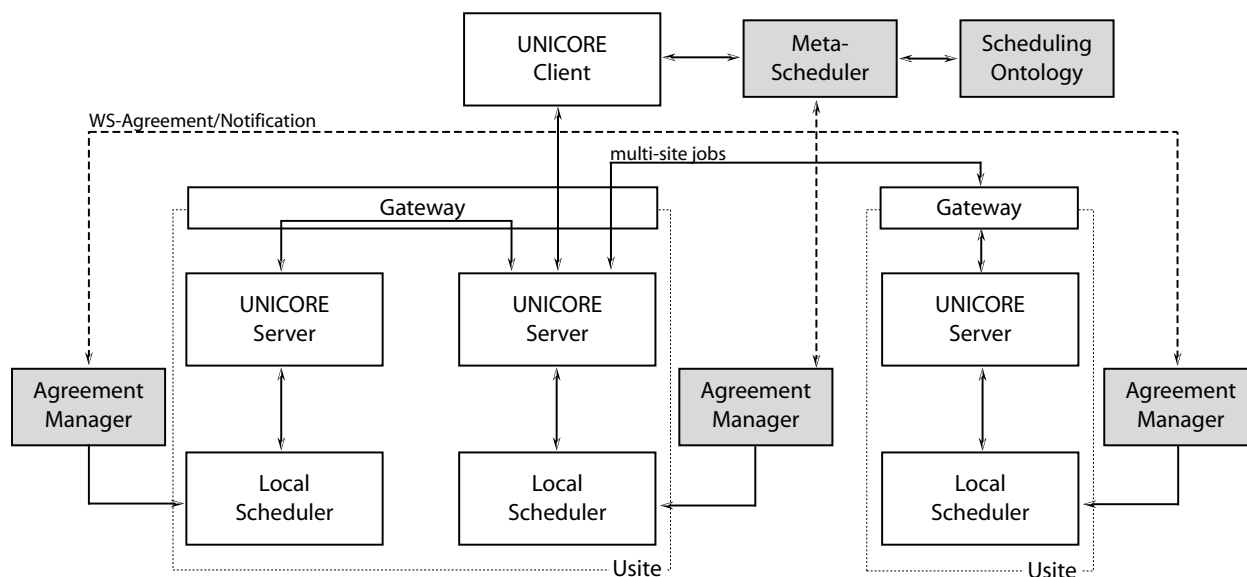 UNICORE
Client
Meta-
Scheduler
Scheduling
Ontology
WS-Agreement/Notification
multi-site jobs
Gateway
Gateway
UNICORE
Server
UNICORE
Server
UNICORE
Server
Agreement
Manager
Agreement
Manager
Agreement
Manager
Local
Scheduler
Local
Scheduler
Local
Scheduler
Usite
Usite